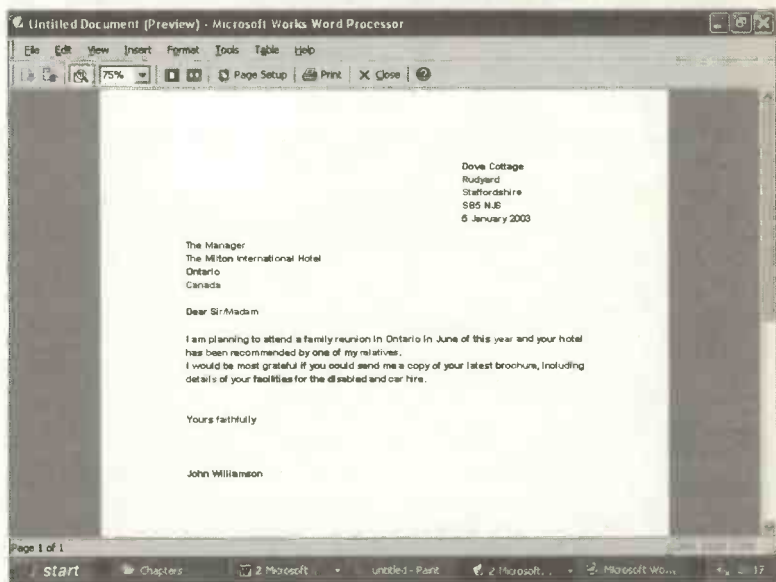 Untitled Document (Preview) - Microsoft Works Word Processor
File Edit View Insert Format Tools Table Help
75% Page Setup Print Close
Dove Cottage
Rudyard
Staffordshire
SB5 NJ6
6 January 2003
The Manager
The Milton International Hotel
Ontario
Canada
Dear Sir/Madam
I am planning to attend a family reunion in Ontario in June of this year and your hotel
has been recommended by one of my relatives.
I would be most grateful if you could send me a copy of your latest brochure, including
details of your facilities for the disabled and car hire.
Yours faithfully
John Williamson
Page 1 of 1
start Chapters 2 Microsoft... untitled - Paint 2 Microsoft... Microsoft Wo... 17